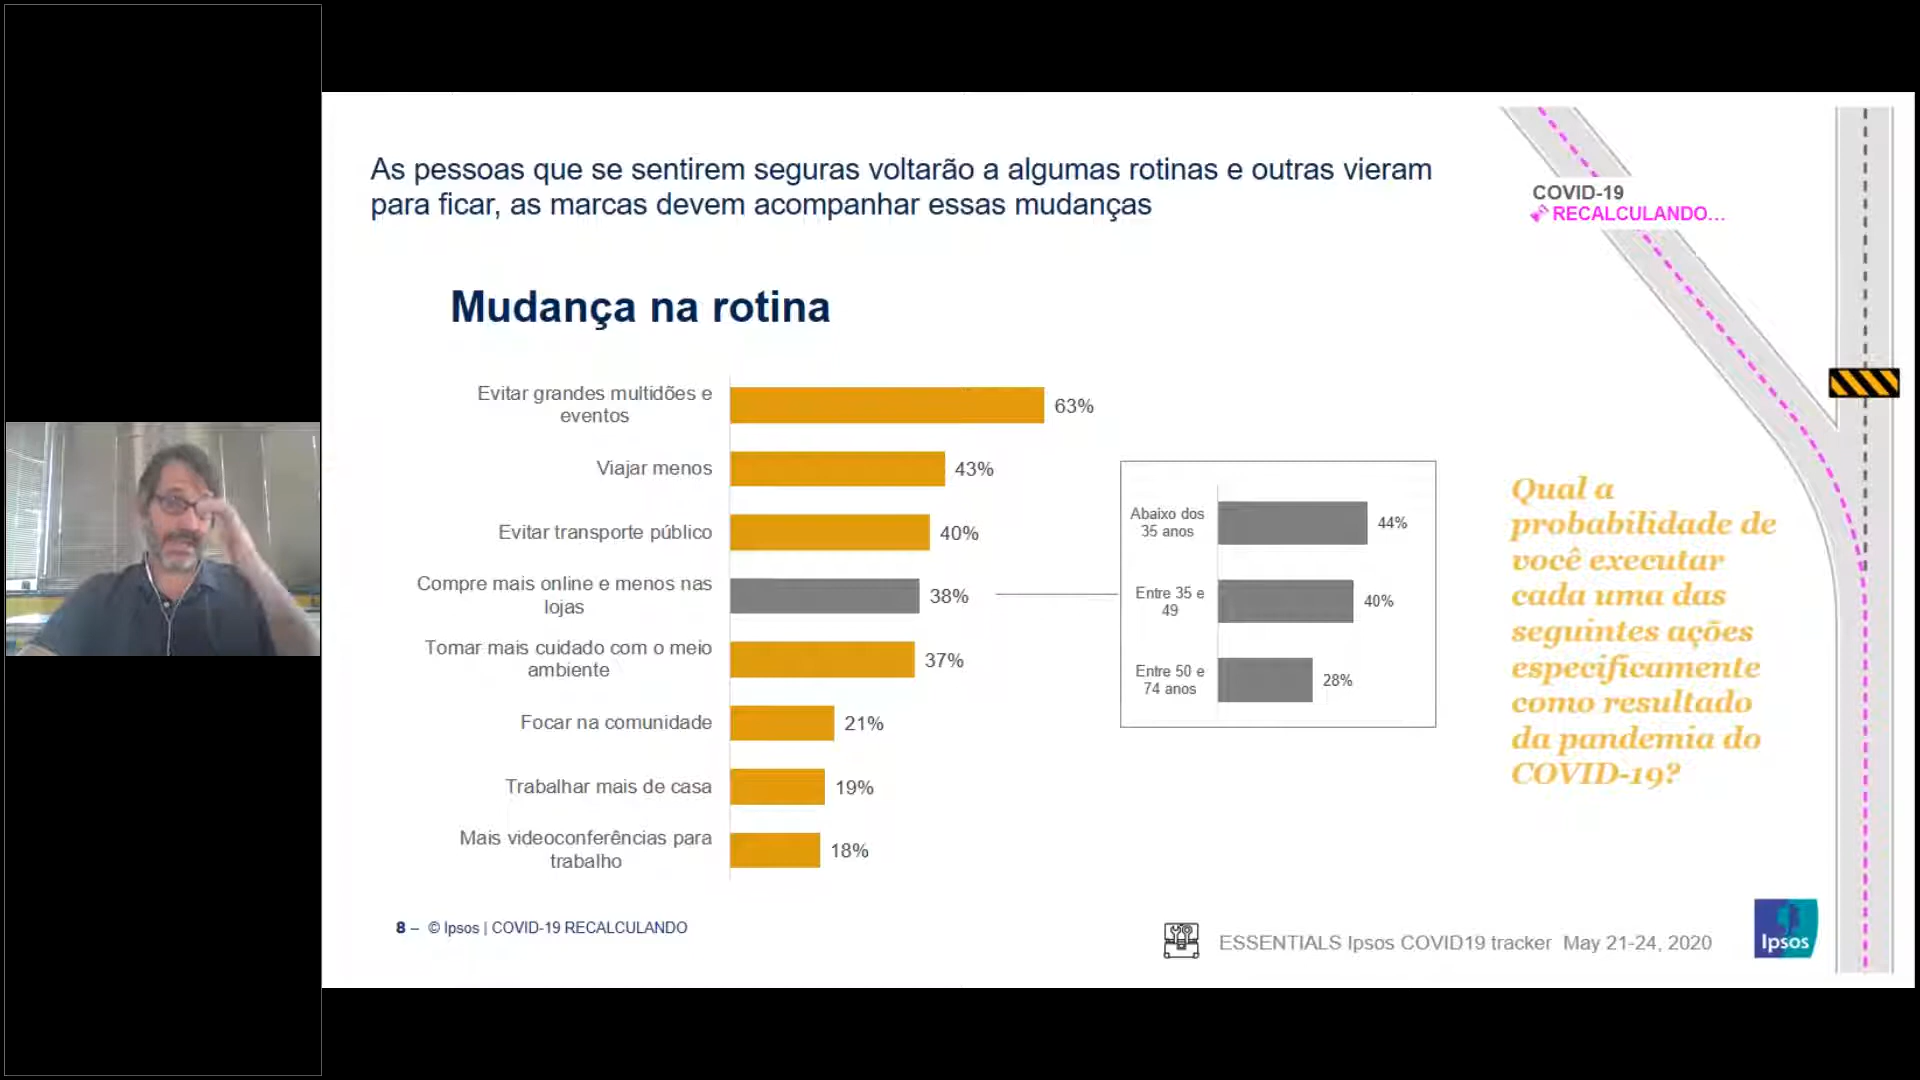 As pessoas que se sentirem seguras voltarão a algumas rotinas e outras vieram
para ficar, as marcas devem acompanhar essas mudanças
COVID-19
RECALCULANDO...
Mudança na rotina
Evitar grandes multidões e
eventos
63%
Viajar menos
43%
Evitar transporte público
40%
Compre mais online e menos nas
lojas
38%
Tomar mais cuidado com o meio
ambiente
37%
Focar na comunidade
21%
Trabalhar mais de casa
19%
Mais videoconferências para
trabalho
18%
Abaixo dos
35 anos
44%
Entre 35 e
49
40%
Entre 50 e
74 anos
28%
Qual a
probabilidade de
você executar
cada uma das
seguintes ações
especificamente
como resultado
da pandemia do
COVID-19?
8 – © Ipsos | COVID-19 RECALCULANDO
ESSENTIALS Ipsos COVID19 tracker May 21-24, 2020
Ipsos